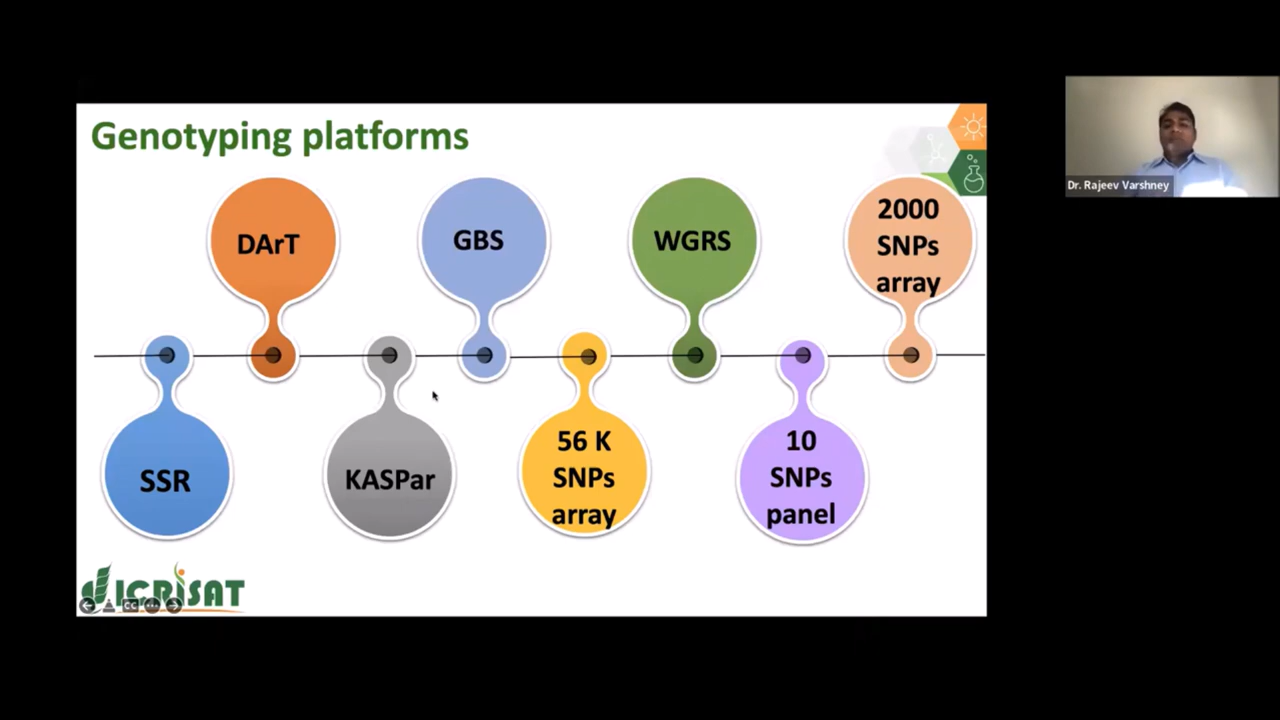 Genotyping platforms
DArT
GBS
WGRS
2000
SNPs
array
SSR
KASPar
56 K
SNPs
array
10
SNPs
panel
ICRISAT
CC
Dr. Rajeev Varshney